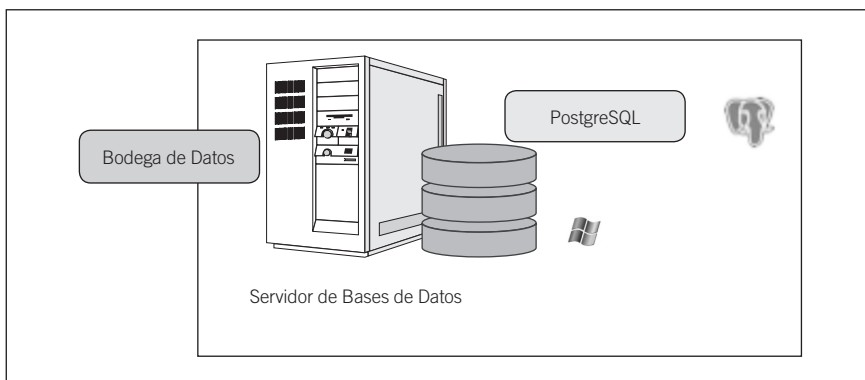 PostgreSQL
Bodega de Datos
Servidor de Bases de Datos